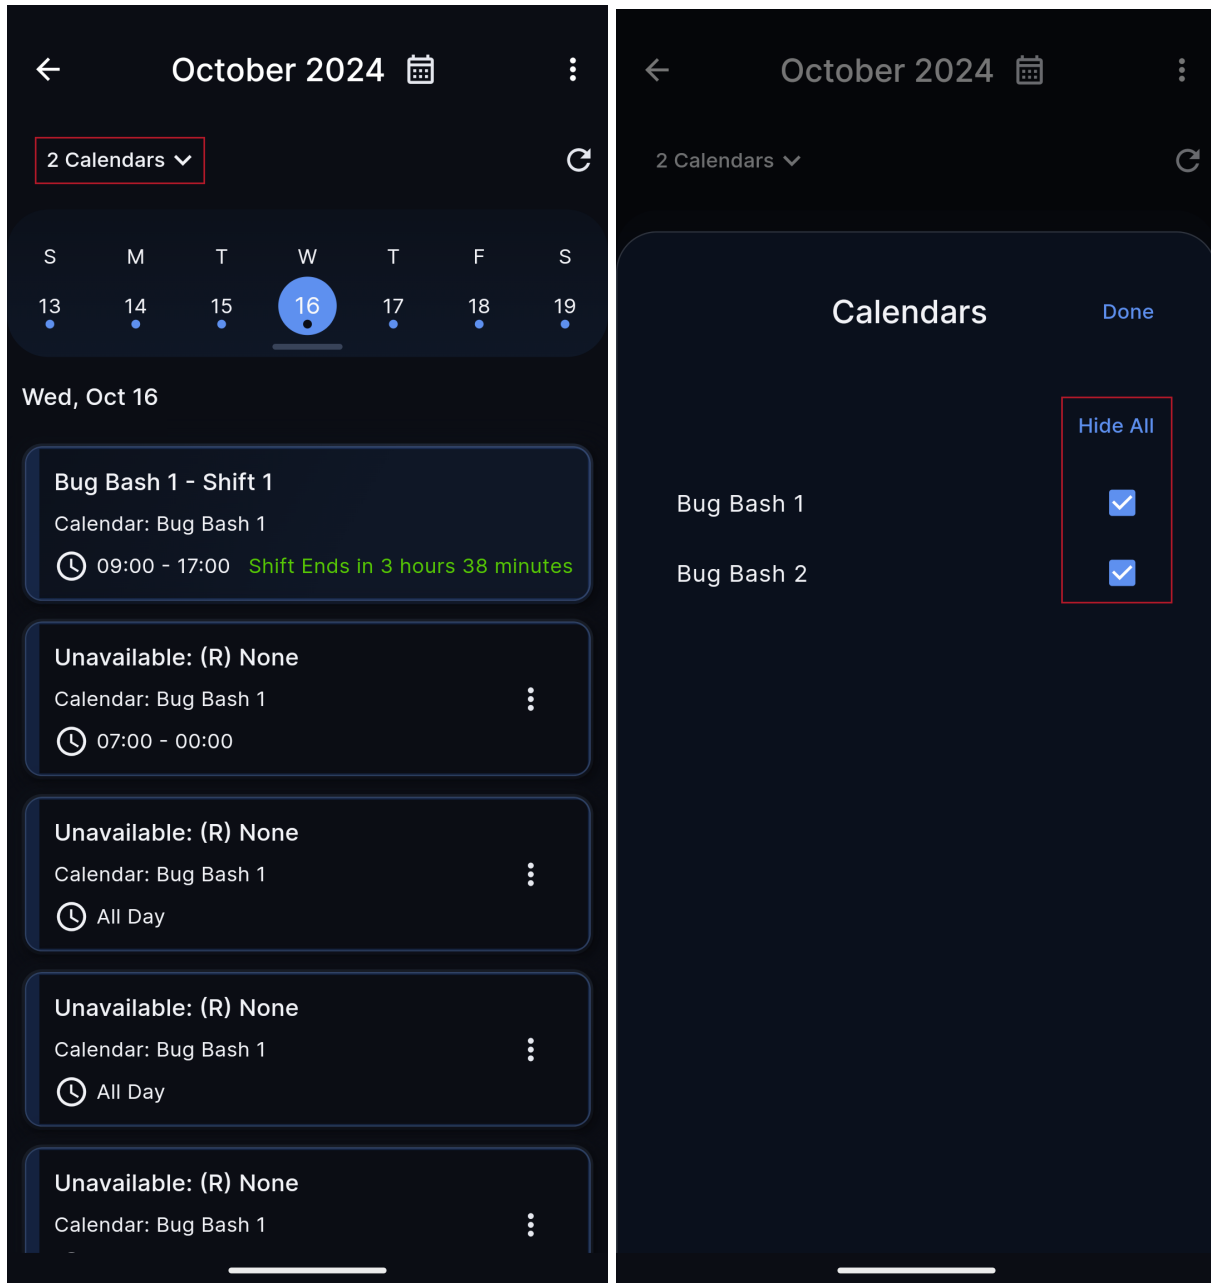 October 2024
2 Calendars
S M T W T F S
13 14 15 16 17 18 19
Wed, Oct 16
Bug Bash 1 - Shift 1
Calendar: Bug Bash 1
09:00 - 17:00 Shift Ends in 3 hours 38 minutes
Unavailable: (R) None
Calendar: Bug Bash 1
07:00 - 00:00
Unavailable: (R) None
Calendar: Bug Bash 1
All Day
Unavailable: (R) None
Calendar: Bug Bash 1
All Day
Unavailable: (R) None
Calendar: Bug Bash 1
October 2024
2 Calendars
Calendars Done
Hide All
Bug Bash 1
Bug Bash 2